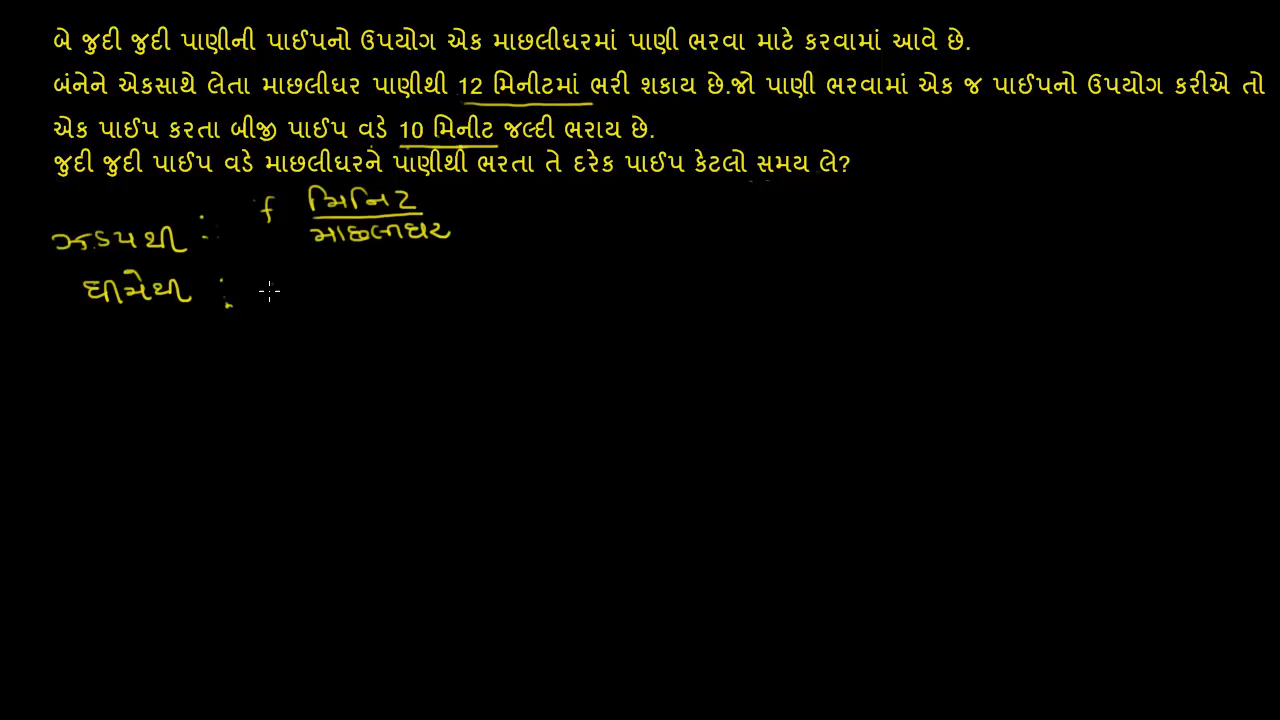 બે જુદી જુદી પાણીની પાઈપનો ઉપયોગ એક માછલીઘરમાં પાણી ભરવા માટે કરવામાં આવે છે.
બંનેને એકસાથે લેતા માછલીઘર પાણીથી 12 મિનીટમાં ભરી શકાય છે.જો પાણી ભરવામાં એક જ પાઈપનો ઉપયોગ કરીએ તો
એક પાઈપ કરતા બીજી પાઈપ વડે 10 મિનીટ જલ્દી ભરાય છે.
જુદી જુદી પાઈપ વડે માછલીઘરને પાણીથી ભરતા તે દરેક પાઈપ કેટલો સમય લે?
ઝડપથી : f મિનિટ
માછલીઘર
ધીમેથી :